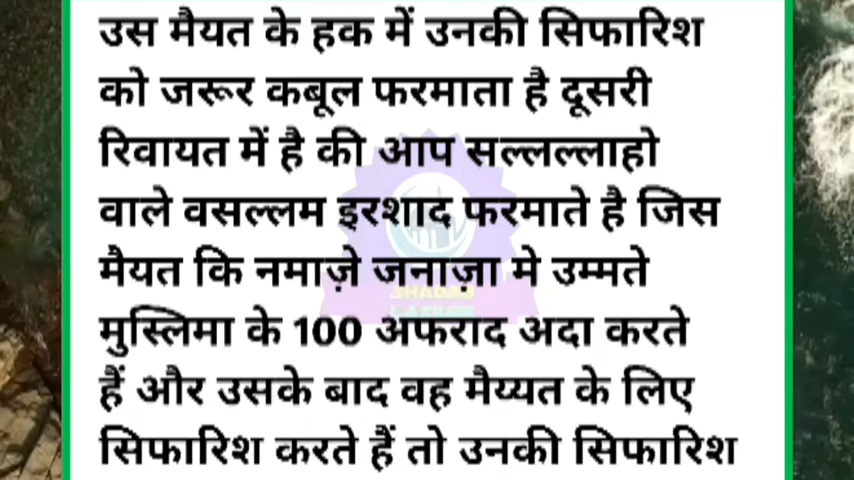 उस मैयत के हक में उनकी सिफारिश
को जरूर कबूल फरमाता है दूसरी
रिवायत में है की आप सल्लल्लाहो
वाले वसल्लम इरशाद फरमाते है जिस
मैयत कि नमाज़े जनाज़ा मे उम्मते
मुस्लिमा के 100 अफराद अदा करते
हैं और उसके बाद वह मैय्यत के लिए
सिफारिश करते हैं तो उनकी सिफारिश